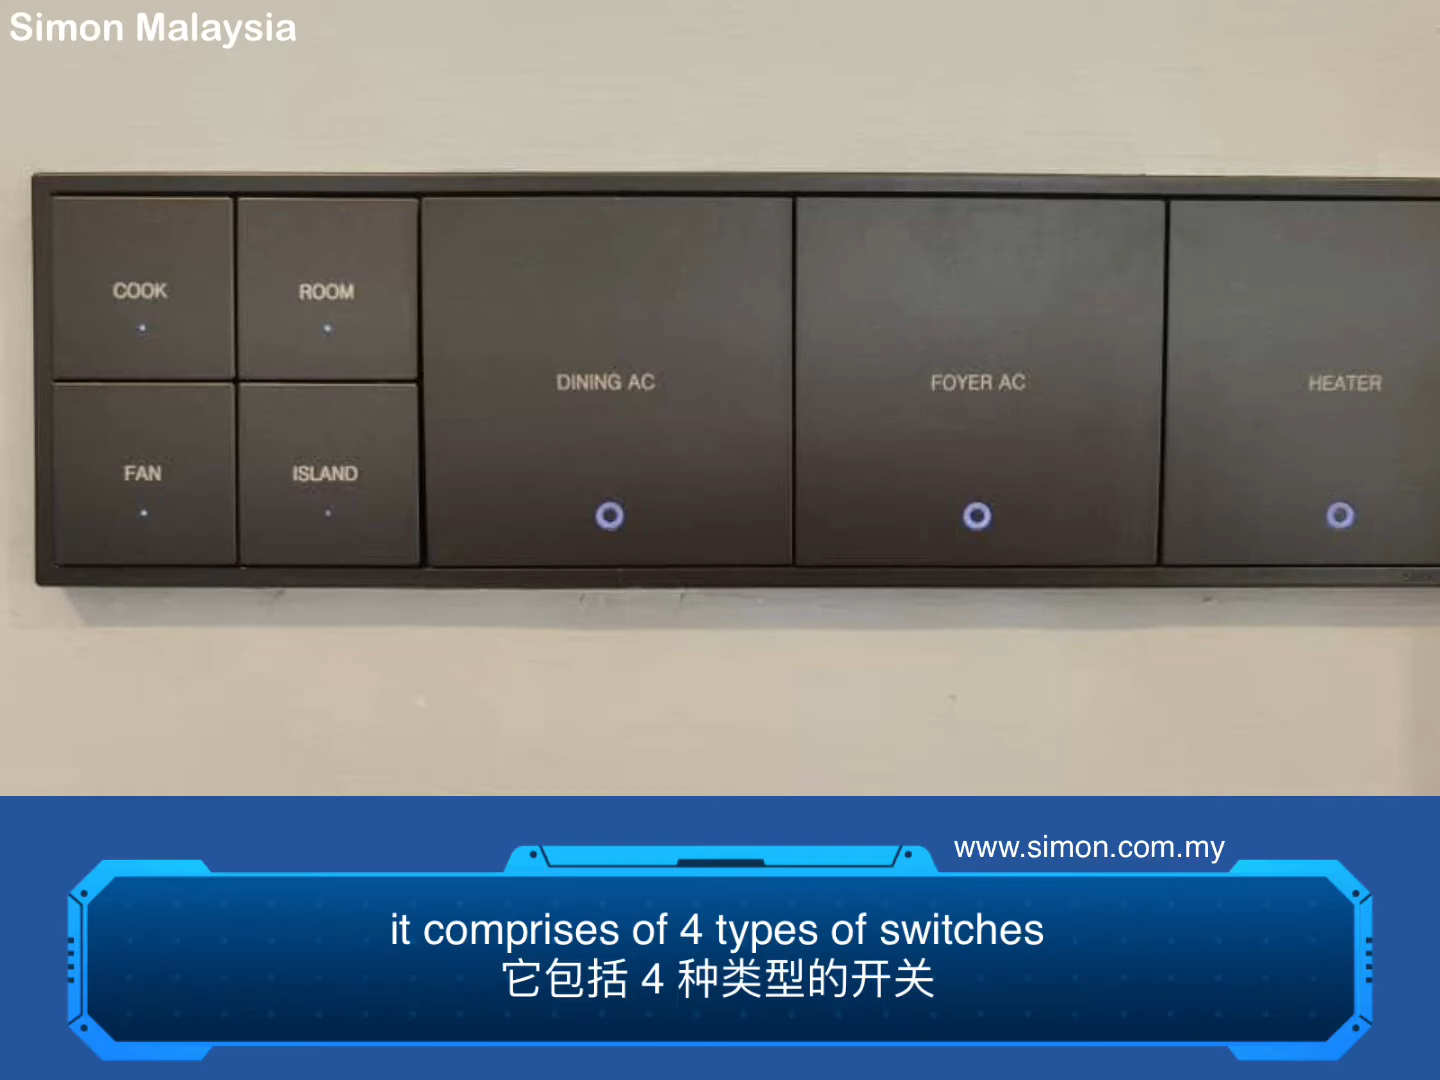 Simon Malaysia
COOK
ROOM
DINING AC
FOYER AC
HEATER
FAN
ISLAND
www.simon.com.my
it comprises of 4 types of switches
它包括 4 种类型的开关